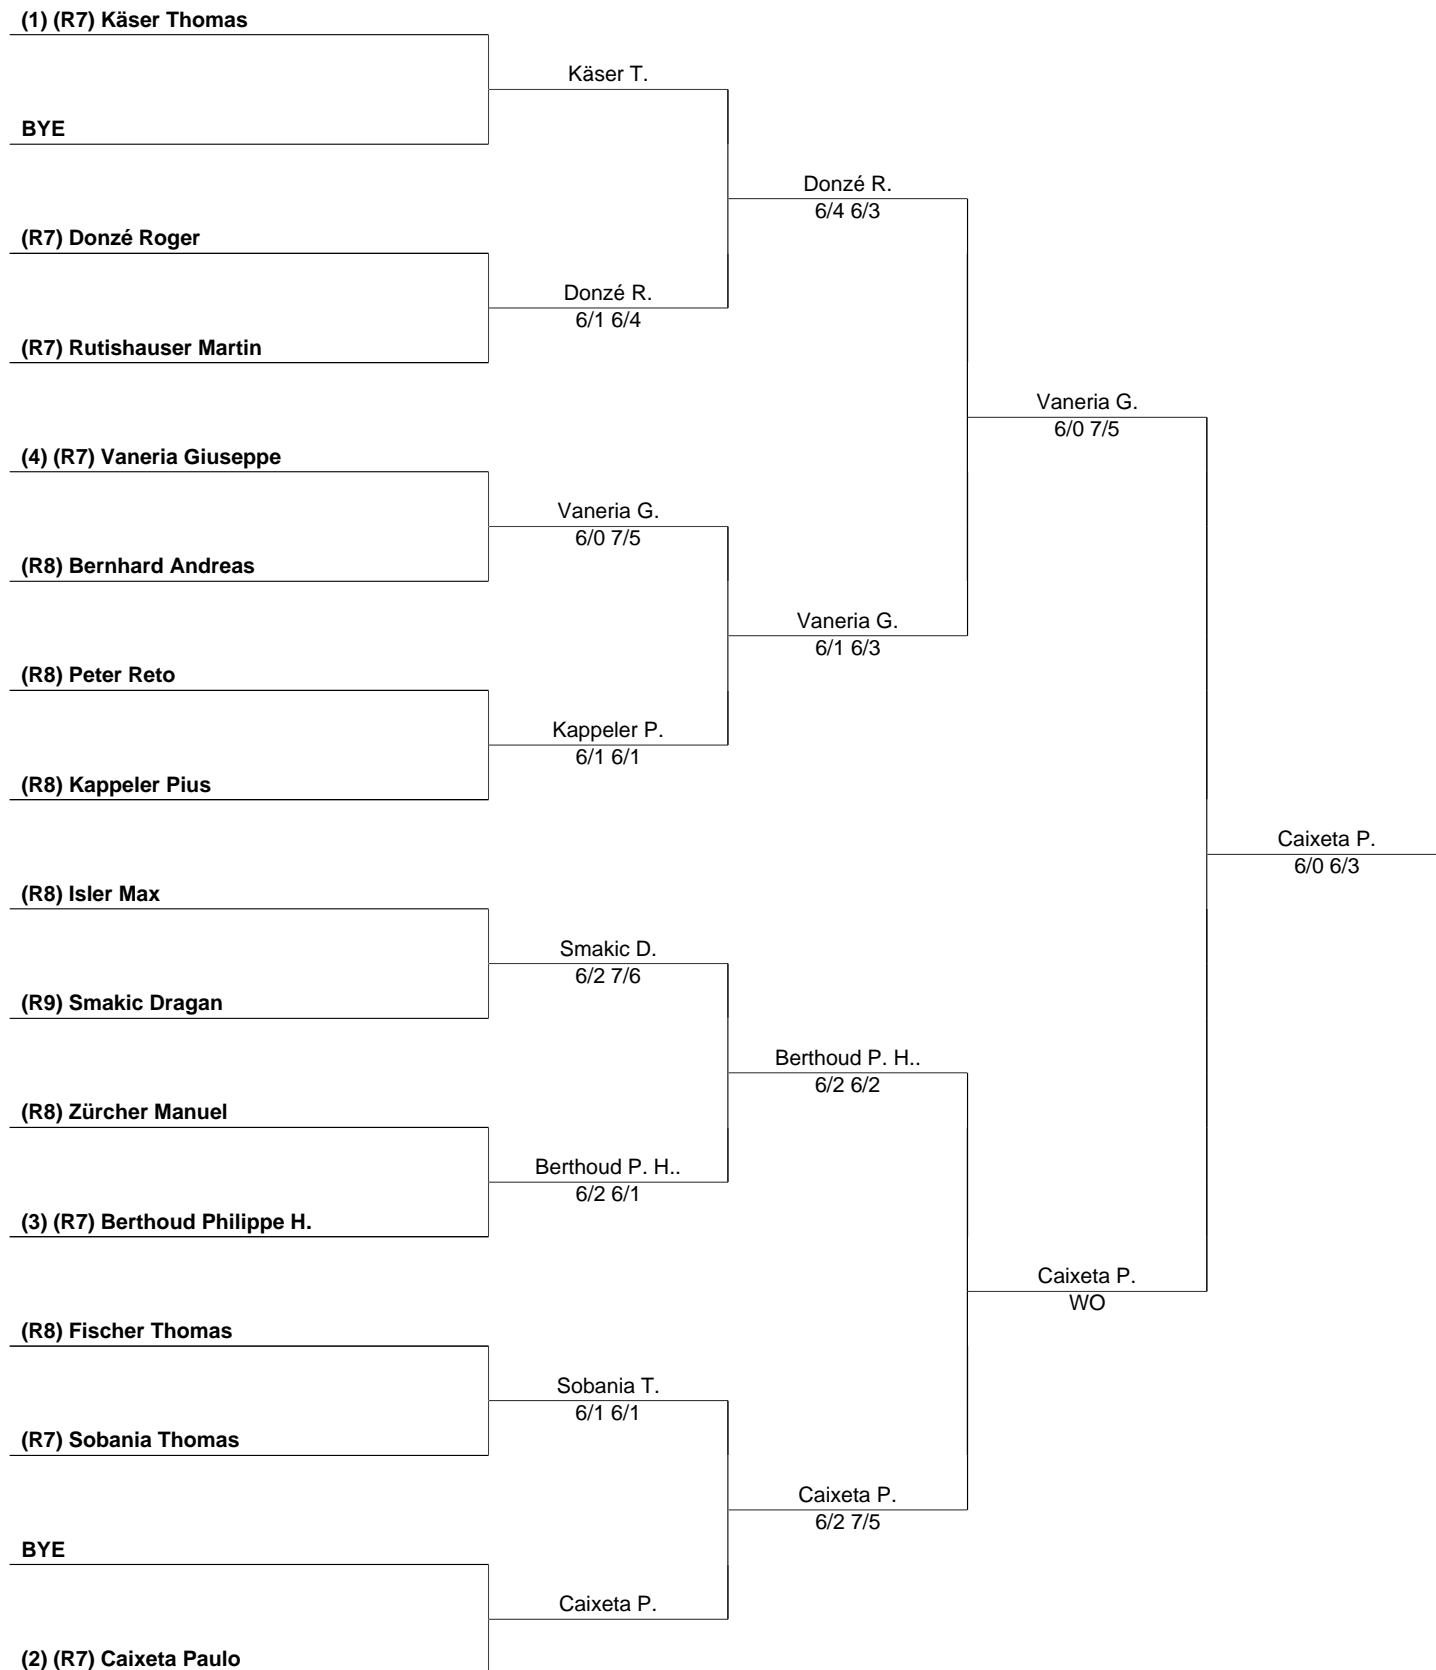 (1) (R7) Käser Thomas
Käser T.
BYE
Donzé R.
6/4 6/3
(R7) Donzé Roger
Donzé R.
6/1 6/4
(R7) Rutishauser Martin
Vaneria G.
6/0 7/5
(4) (R7) Vaneria Giuseppe
Vaneria G.
6/0 7/5
(R8) Bernhard Andreas
Vaneria G.
6/1 6/3
(R8) Peter Reto
Kappeler P.
6/1 6/1
(R8) Kappeler Pius
Caixeta P.
6/0 6/3
(R8) Isler Max
Smakic D.
6/2 7/6
(R9) Smakic Dragan
Berthoud P. H..
6/2 6/2
(R8) Zürcher Manuel
Berthoud P. H..
6/2 6/1
(3) (R7) Berthoud Philippe H.
Caixeta P.
WO
(R8) Fischer Thomas
Sobania T.
6/1 6/1
(R7) Sobania Thomas
Caixeta P.
6/2 7/5
BYE
Caixeta P.
(2) (R7) Caixeta Paulo